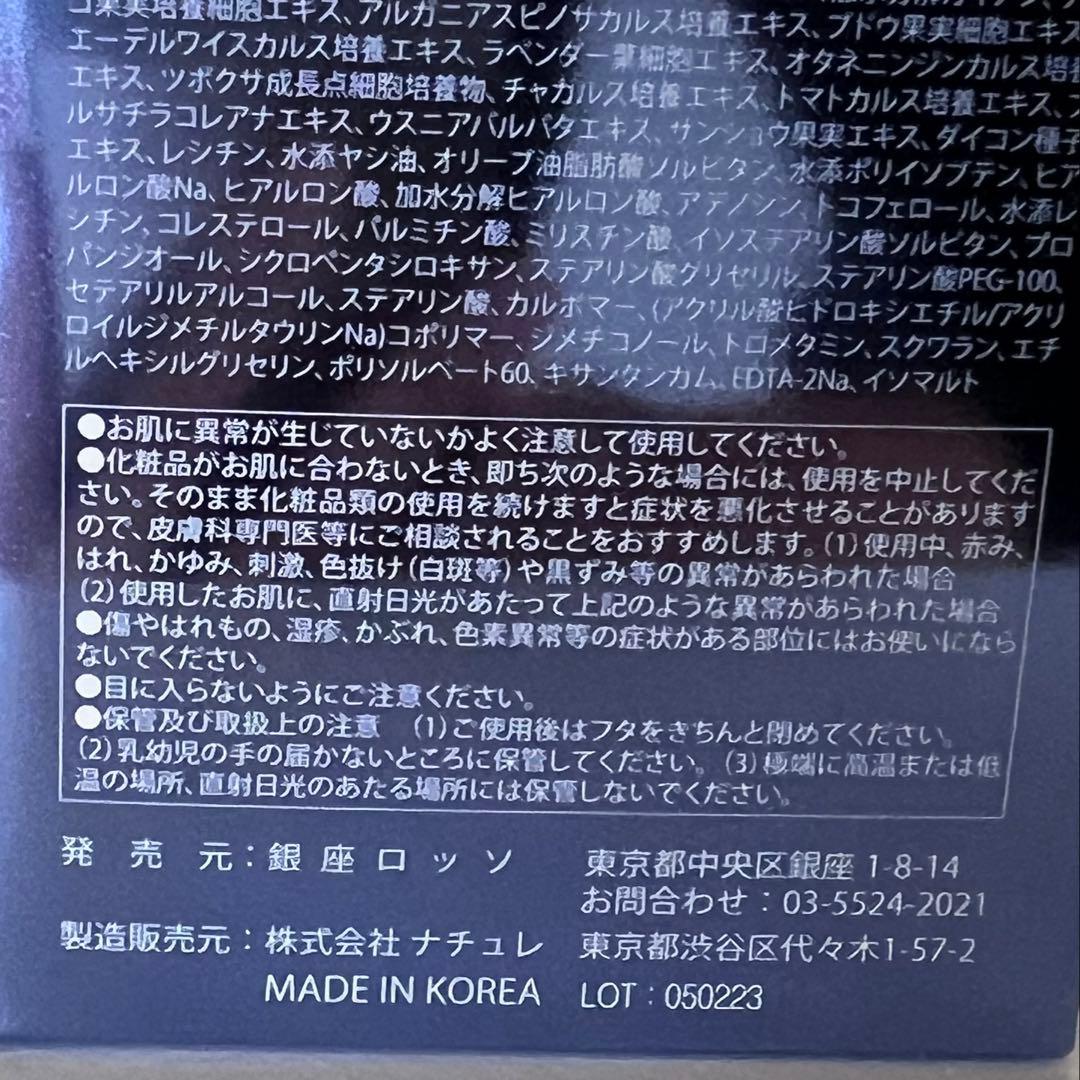 コ果実培養細胞エキス、アルガニアスピノサカルス培養エキス、ブドウ果実細胞エキス
エーデルワイスカルス培養エキス、ラベンダー葉細胞エキス、オタネニンジンカルス培養
エキス、ツボクサ成長点細胞培養物、チャカルス培養エキス、トマトカルス培養エキス、
ルサチラコレアナエキス、ウスニアバルバタエキス、サンショウ果実エキス、ダイコン種子
エキス、レシチン、水添ヤシ油、オリーブ油脂肪酸ソルビタン、水添ポリイソブテン、ヒア
ルロン酸Na、ヒアルロン酸、加水分解ヒアルロン酸、アデノシン、トコフェロール、水添レ
シチン、コレステロール、パルミチン酸、ミリスチン酸、イソステアリン酸ソルビタン、プロ
パンジオール、シクロペンタシロキサン、ステアリン酸グリセリル、ステアリン酸PEG-100、
セテアリルアルコール、ステアリン酸、カルボマー、(アクリル酸ヒドロキシエチル/アクリ
ロイルジメチルタウリンNa)コポリマー、ジメチコノール、トロメタミン、スクワラン、エチ
ルヘキシルグリセリン、ポリソルベート60、キサンタンガム、EDTA-2Na、イソマルト
●お肌に異常が生じていないかよく注意して使用してください。
●化粧品がお肌に合わないとき、即ち次のような場合には、使用を中止してくだ
さい。そのまま化粧品類の使用を続けますと症状を悪化させることがあります
ので、皮膚科専門医等にご相談されることをおすすめします。(1)使用中、赤み、
はれ、かゆみ、刺激、色抜け(白斑等)や黒ずみ等の異常があらわれた場合
(2)使用したお肌に、直射日光があたって上記のような異常があらわれた場合
●傷やはれもの、湿疹、かぶれ、色素異常等の症状がある部位にはお使いになら
ないでください。
●目に入らないようにご注意ください。
●保管及び取扱上の注意 (1)ご使用後はフタをきちんと閉めてください。
(2)乳幼児の手の届かないところに保管してください。(3)極端に高温または低
温の場所、直射日光のあたる場所には保管しないでください。
発売元：銀座ロッソ 東京都中央区銀座 1-8-14
お問合わせ：03-5524-2021
製造販売元：株式会社ナチュレ 東京都渋谷区代々木1-57-2
MADE IN KOREA LOT：050223